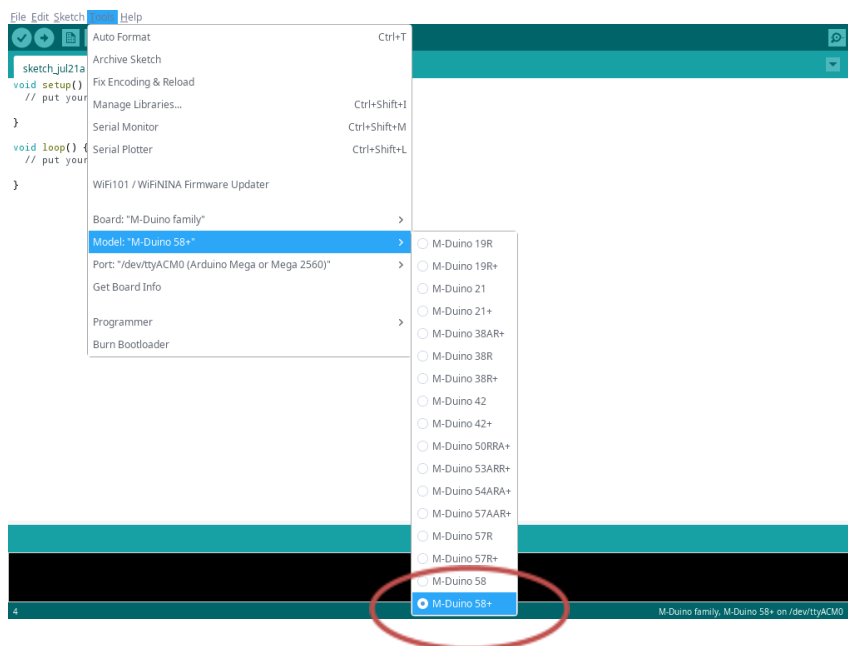 File Edit Sketch Tools Help
Auto Format Ctrl+T
Archive Sketch
Fix Encoding & Reload
Manage Libraries... Ctrl+Shift+I
Serial Monitor Ctrl+Shift+M
Serial Plotter Ctrl+Shift+L
WiFi101 / WiFiNINA Firmware Updater
Board: "M-Duino family"
Model: "M-Duino 58+"
Port: "/dev/ttyACM0 (Arduino Mega or Mega 2560)"
Get Board Info
Programmer
Burn Bootloader
sketch_jul21a
void setup()
// put your
}
void loop() {
// put your
}
M-Duino 19R
M-Duino 19R+
M-Duino 21
M-Duino 21+
M-Duino 38AR+
M-Duino 38R
M-Duino 38R+
M-Duino 42
M-Duino 42+
M-Duino 50RRA+
M-Duino 53ARR+
M-Duino 54ARA+
M-Duino 57AAR+
M-Duino 57R
M-Duino 57R+
M-Duino 58
M-Duino 58+
4
M-Duino family, M-Duino 58+ on /dev/ttyACM0